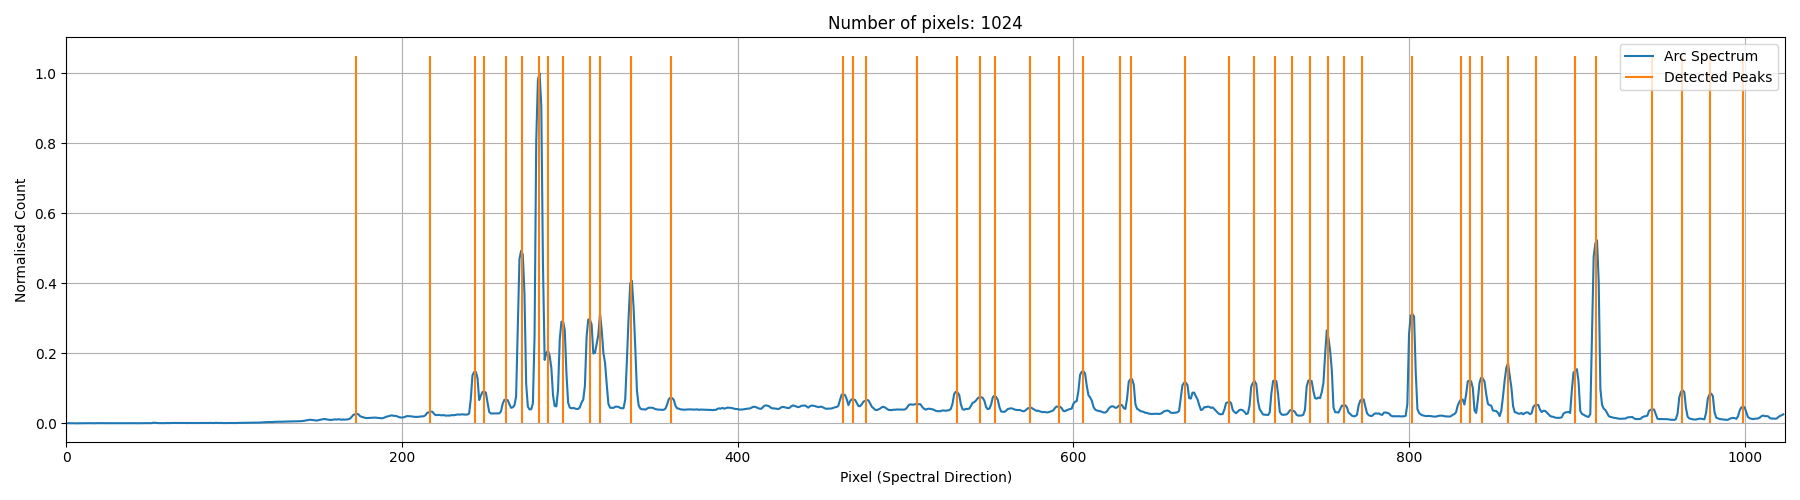 Number of pixels: 1024
Normalised Count
1.0
0.8
0.6
0.4
0.2
0.0
Arc Spectrum
Detected Peaks
0 200 400 600 800 1000
Pixel (Spectral Direction)